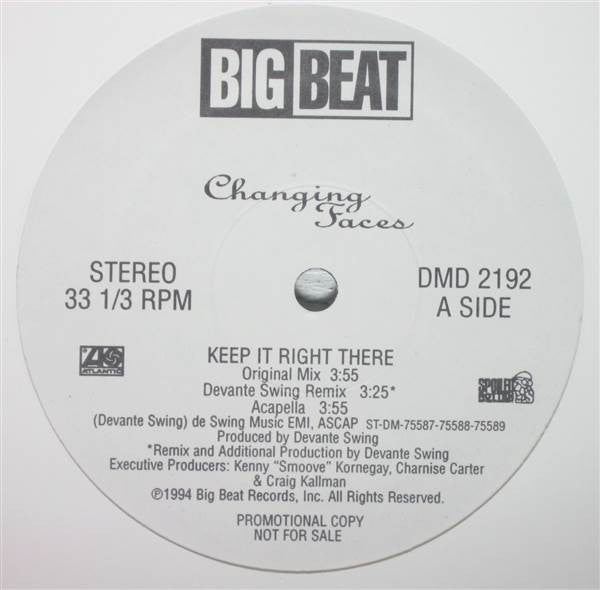 BIG BEAT
Changing
Faces
STEREO
33 1/3 RPM
DMD 2192
A SIDE
ATLANTIC
SPOILED
KEEP IT RIGHT THERE
Original Mix 3:55
Devante Swing Remix 3:25*
Acapella 3:55
(Devante Swing) de Swing Music EMI, ASCAP ST-DM-75587-75588-75589
Produced by Devante Swing
*Remix and Additional Production by Devante Swing
Executive Producers: Kenny "Smoove" Kornegay, Charnise Carter
& Craig Kallman
℗1994 Big Beat Records, Inc. All Rights Reserved.
PROMOTIONAL COPY
NOT FOR SALE